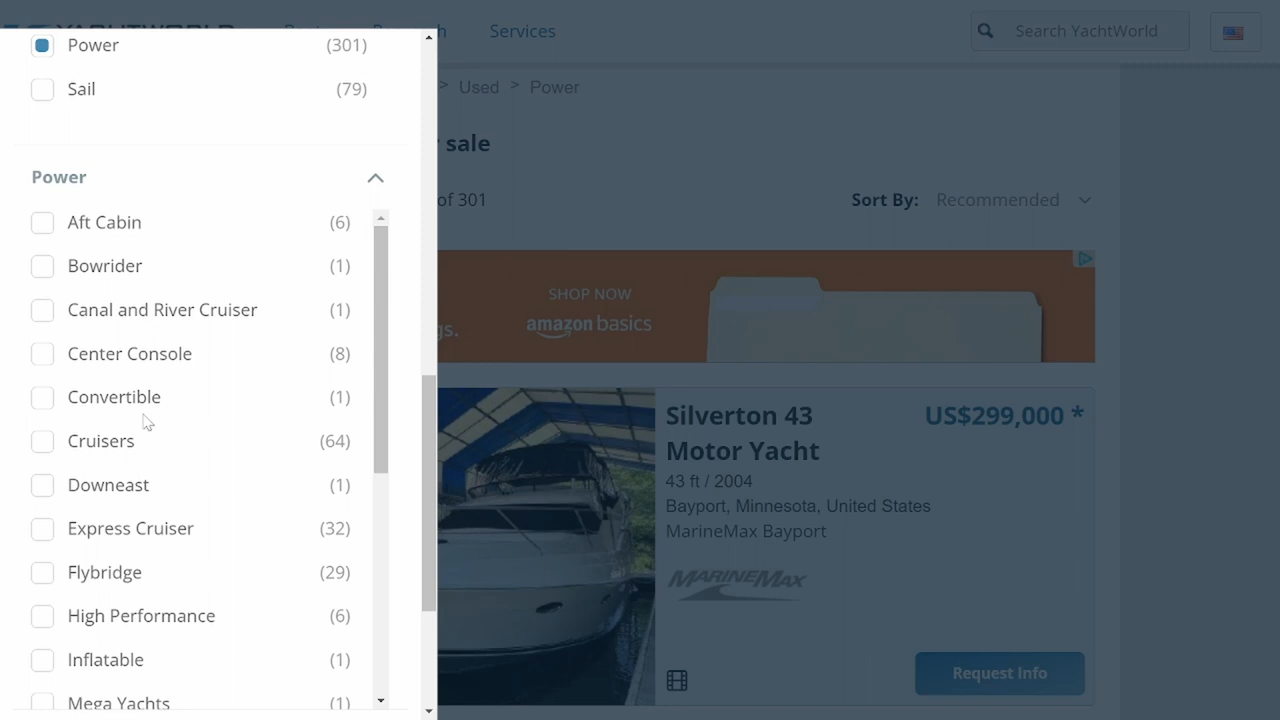 Power (301)
Sail (79)
Power
Aft Cabin (6)
Bowrider (1)
Canal and River Cruiser (1)
Center Console (8)
Convertible (1)
Cruisers (64)
Downeast (1)
Express Cruiser (32)
Flybridge (29)
High Performance (6)
Inflatable (1)
Mega Yachts (1)
Services
Search YachtWorld
> Used > Power
sale
of 301
Sort By: Recommended
SHOP NOW
amazon basics
gs.
Silverton 43 US$299,000 *
Motor Yacht
43 ft / 2004
Bayport, Minnesota, United States
MarineMax Bayport
MARINEMAX
Request Info